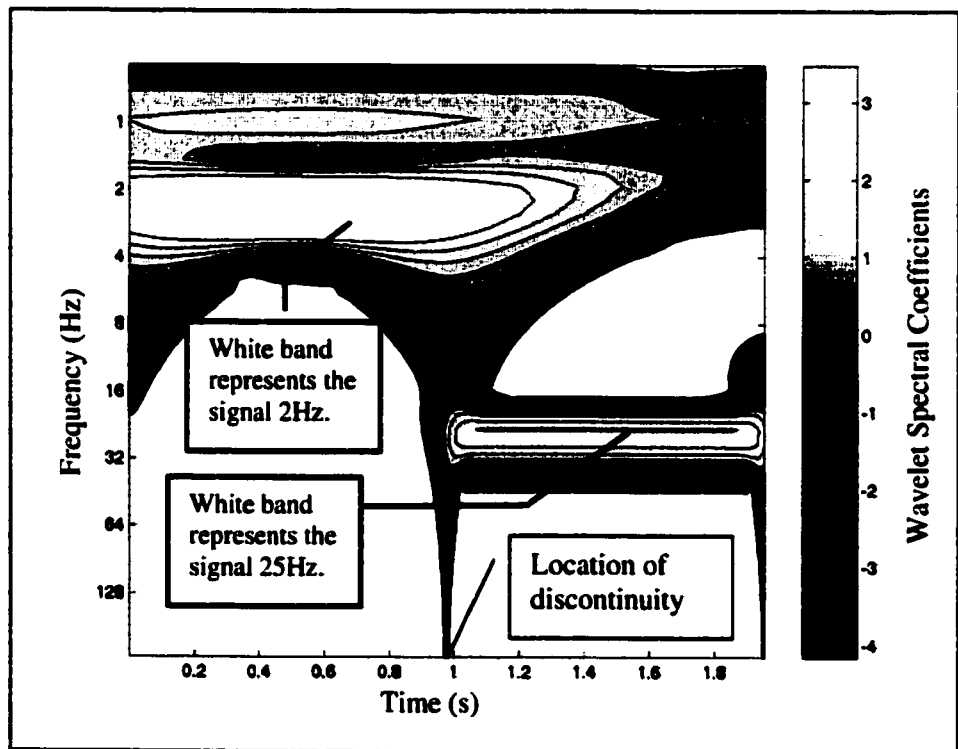 1
2
4
8
16
32
64
128
Frequency (Hz)
White band
represents the
signal 2Hz.
White band
represents the
signal 25Hz.
Location of
discontinuity
0.2
0.4
0.6
0.8
1
1.2
1.4
1.6
1.8
Time (s)
3
2
1
0
-1
-2
-3
-4
Wavelet Spectral Coefficients